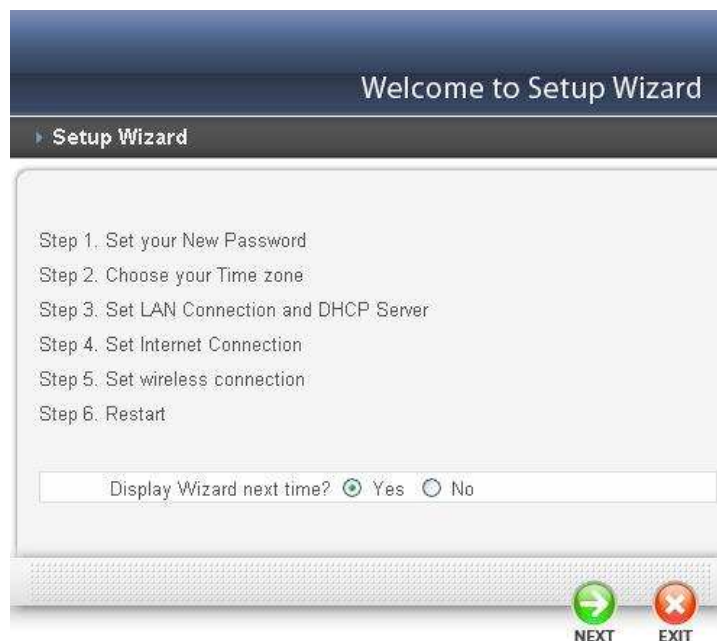 Welcome to Setup Wizard
Setup Wizard
Step 1. Set your New Password
Step 2. Choose your Time zone
Step 3. Set LAN Connection and DHCP Server
Step 4. Set Internet Connection
Step 5. Set wireless connection
Step 6. Restart
Display Wizard next time? Yes No
NEXT EXIT